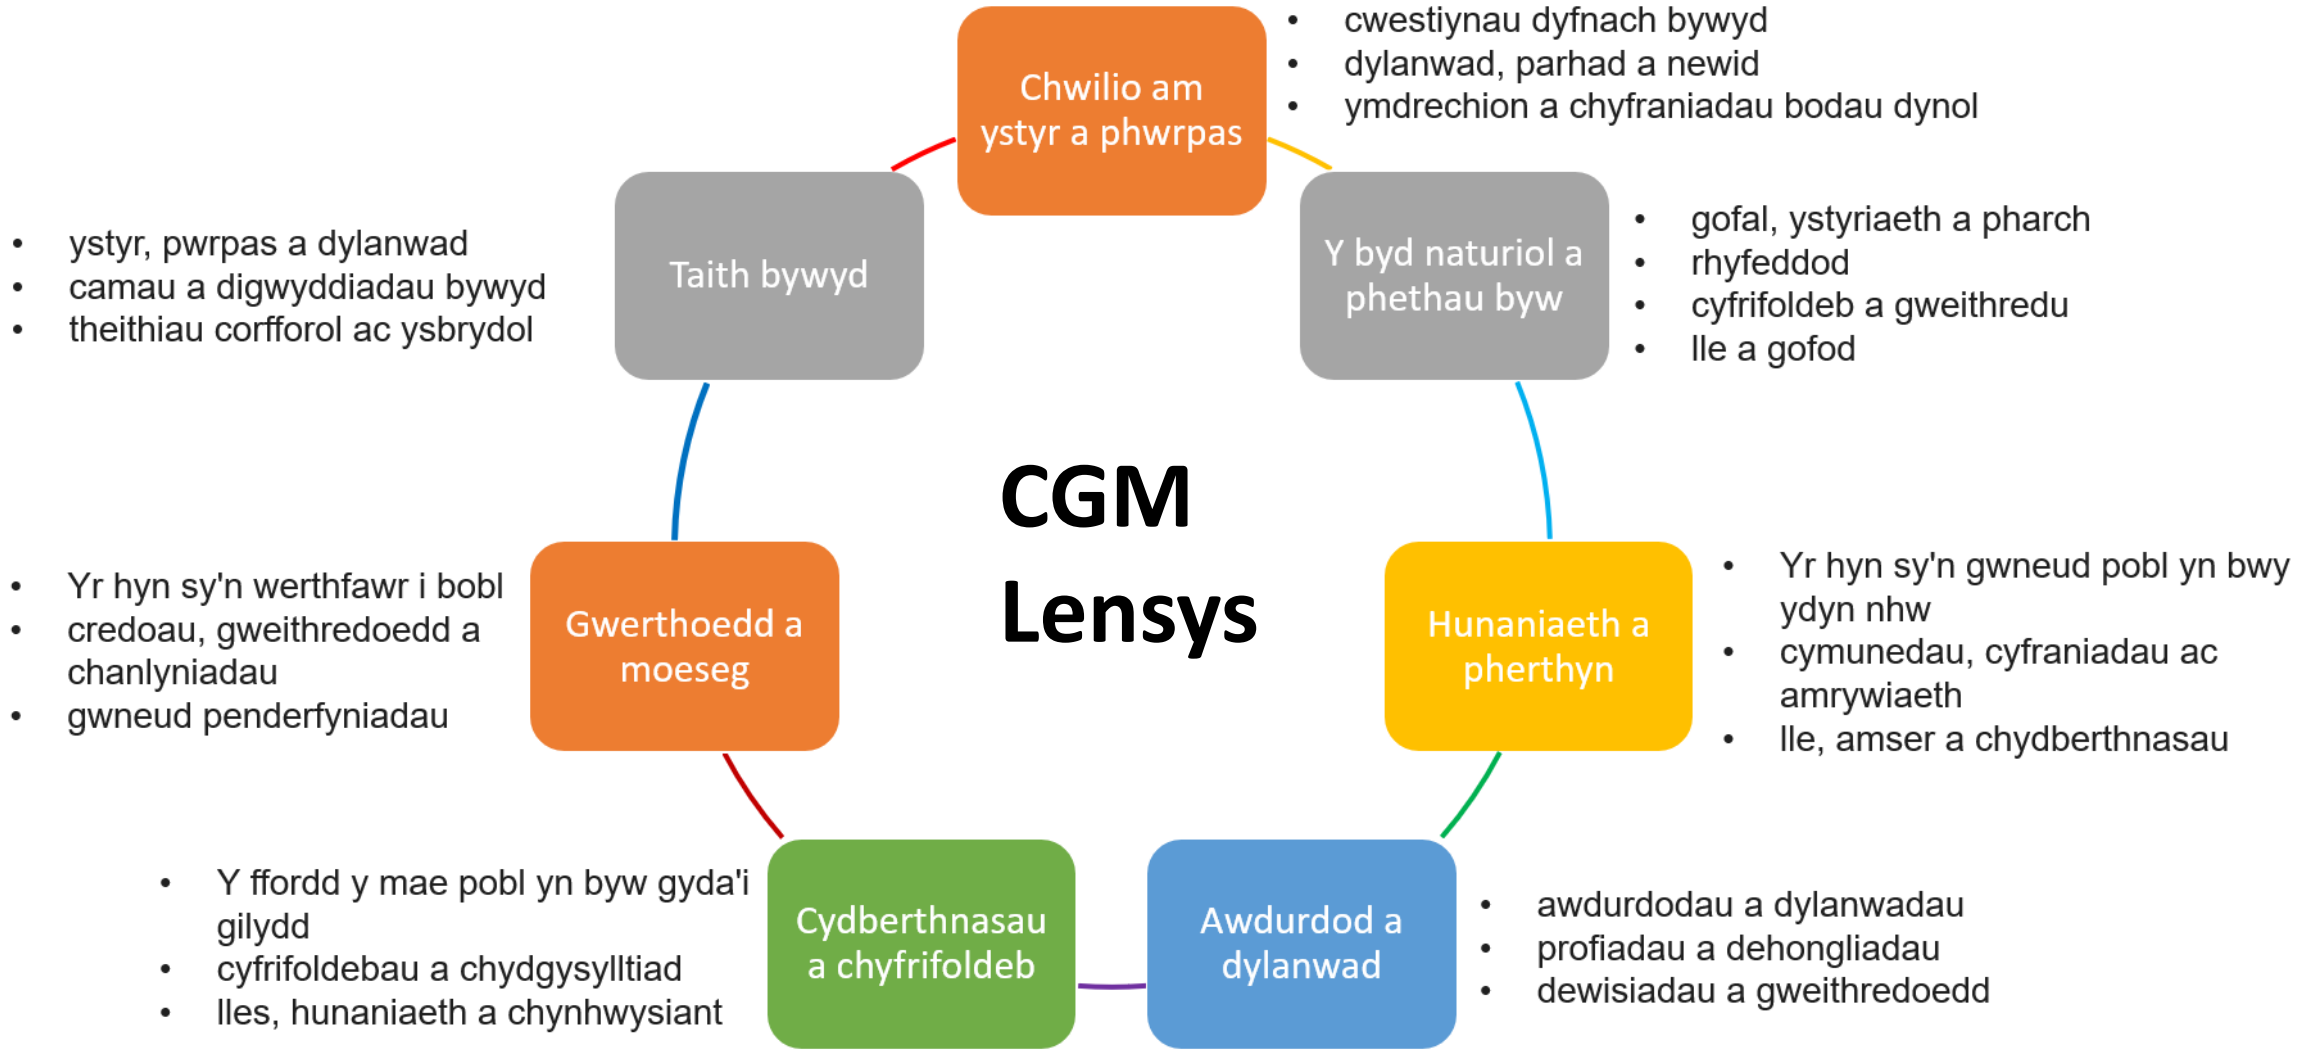 Chwilio am
ystyr a phwrpas
• cwestiynau dyfnach bywyd
• dylanwad, parhad a newid
• ymdrechion a chyfraniadau bodau dynol
Y byd naturiol a
phethau byw
• gofal, ystyriaeth a pharch
• rhyfeddod
• cyfrifoldeb a gweithredu
• lle a gofod
Hunaniaeth a
pherthyn
• Yr hyn sy'n gwneud pobl yn bwy
ydyn nhw
• cymunedau, cyfraniadau ac
amrywiaeth
• lle, amser a chydberthnasau
Awdurdod a
dylanwad
• awdurdodau a dylanwadau
• profiadau a dehongliadau
• dewisiadau a gweithredoedd
Cydberthnasau
a chyfrifoldeb
• Y ffordd y mae pobl yn byw gyda'i
gilydd
• cyfrifoldebau a chydgysylltiad
• lles, hunaniaeth a chynhwysiant
Gwerthoedd a
moeseg
• Yr hyn sy'n werthfawr i bobl
• credoau, gweithredoedd a
chanlyniadau
• gwneud penderfyniadau
Taith bywyd
• ystyr, pwrpas a dylanwad
• camau a digwyddiadau bywyd
• theithiau corfforol ac ysbrydol
CGM
Lensys